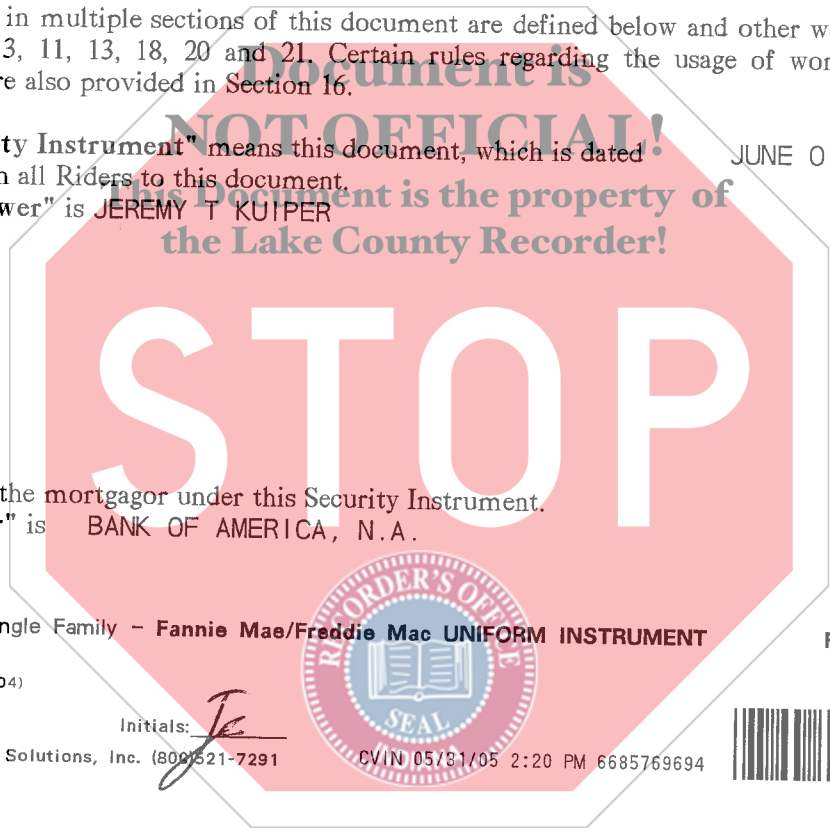 in multiple sections of this document are defined below and other w
3, 11, 13, 18, 20 and 21. Certain rules regarding the usage of wor
re also provided in Section 16.
Document is
NOT OFFICIAL!
This Document is the property of
the Lake County Recorder!
ty Instrument" means this document, which is dated JUNE 0
n all Riders to this document.
wer" is JEREMY T KUIPER
STOP
the mortgagor under this Security Instrument.
" is BANK OF AMERICA, N.A.
RECORDER'S OFFICE
SEAL
INDIANA
ngle Family - Fannie Mae/Freddie Mac UNIFORM INSTRUMENT F
04)
Initials:
Solutions, Inc. (800)521-7291 CVIN 05/31/05 2:20 PM 6685769694